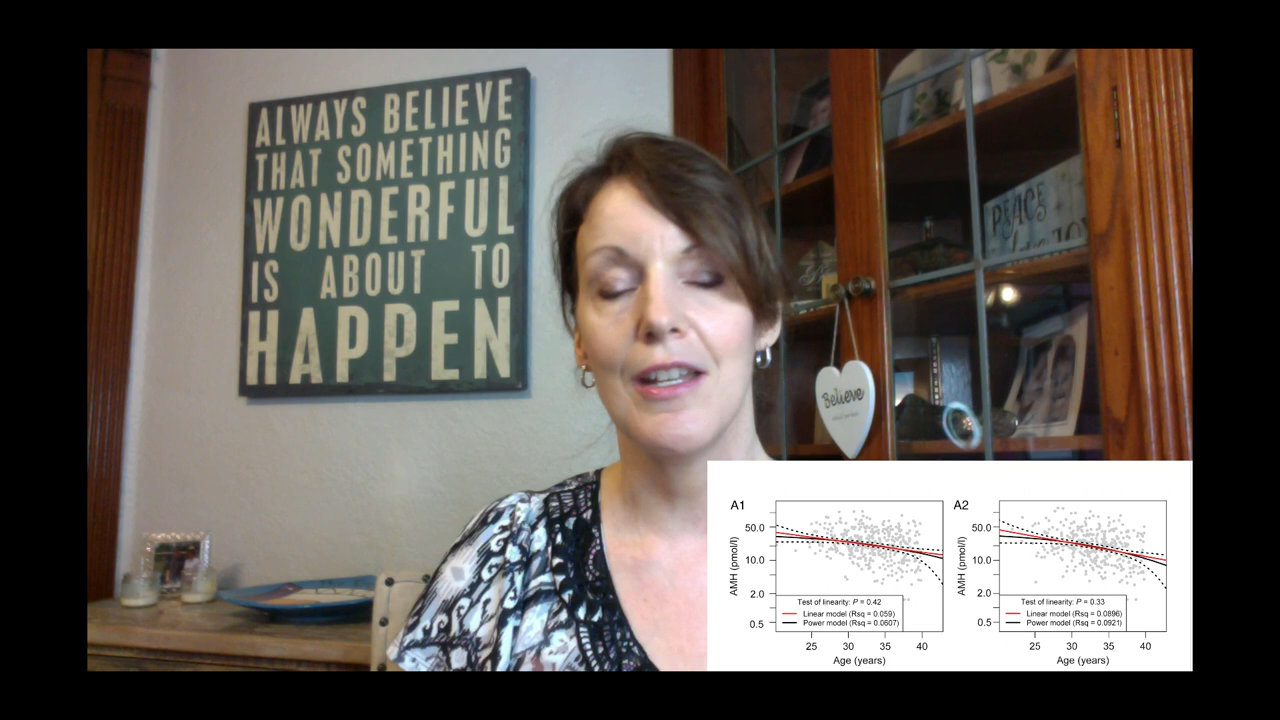 ALWAYS BELIEVE
THAT SOMETHING
WONDERFUL
IS ABOUT TO
HAPPEN
PEACE
Believe
A1
50.0
10.0
2.0
0.5
AMH (pmol/l)
Test of linearity: P = 0.42
Linear model (Rsq = 0.059)
Power model (Rsq = 0.0607)
25 30 35 40
Age (years)
A2
50.0
10.0
2.0
0.5
AMH (pmol/l)
Test of linearity: P = 0.33
Linear model (Rsq = 0.0896)
Power model (Rsq = 0.0921)
25 30 35 40
Age (years)